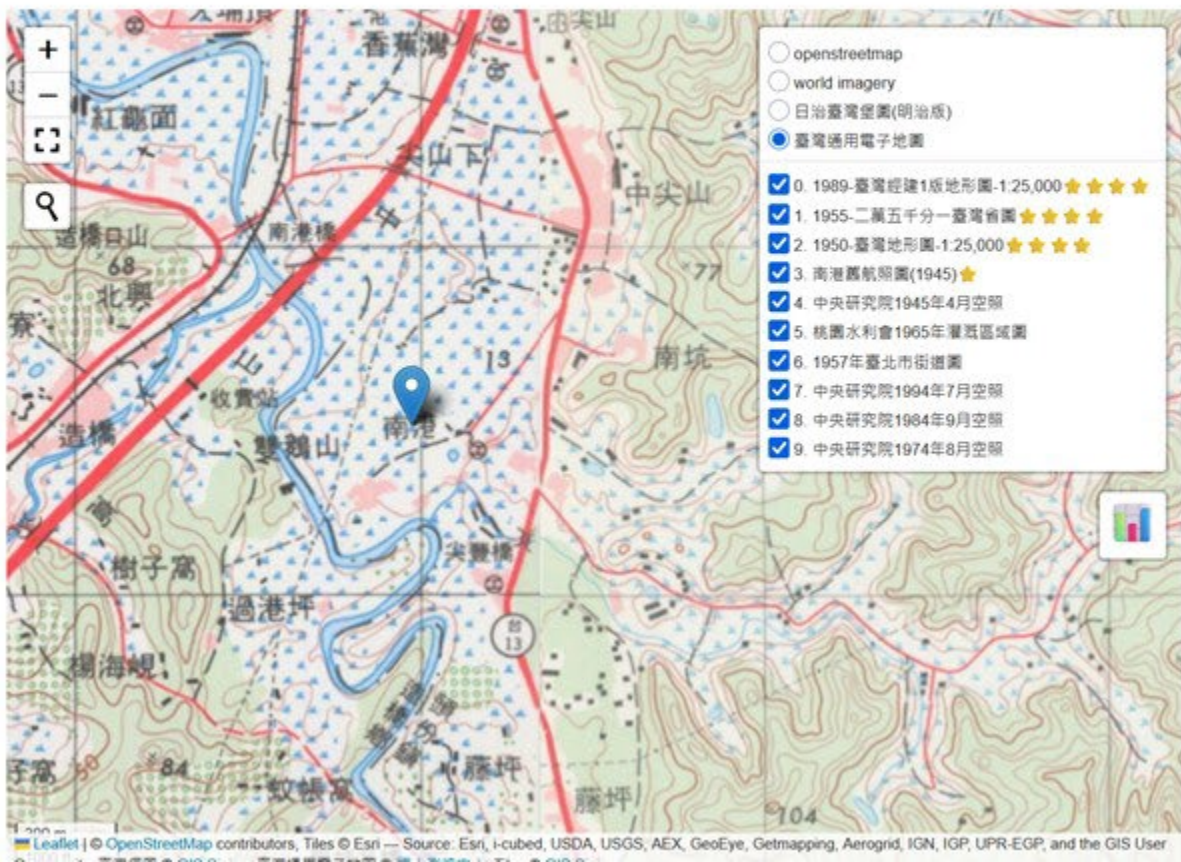 +
−
香蕉灣
尖山
13
紅龜面
尖山下
中
中尖山
造橋口山
南港橋
68
77
北興
寮
山
13
南坑
收費站
南港
造橋
雙鵝山
高
尖豐橋
樹子窩
過港坪
台
13
楊海峴
50
84
藤坪
蚊帳窩
藤坪
104
openstreetmap
world imagery
日治臺灣堡圖(明治版)
臺灣通用電子地圖
0. 1989-臺灣經建1版地形圖-1:25,000 ★★★★
1. 1955-二萬五千分一臺灣省圖 ★★★★
2. 1950-臺灣地形圖-1:25,000 ★★★★
3. 南港舊航照圖(1945) ★
4. 中央研究院1945年4月空照
5. 桃園水利會1965年灌溉區域圖
6. 1957年臺北市街道圖
7. 中央研究院1994年7月空照
8. 中央研究院1984年9月空照
9. 中央研究院1974年8月空照
Leaflet | © OpenStreetMap contributors, Tiles © Esri — Source: Esri, i-cubed, USDA, USGS, AEX, GeoEye, Getmapping, Aerogrid, IGN, IGP, UPR-EGP, and the GIS User